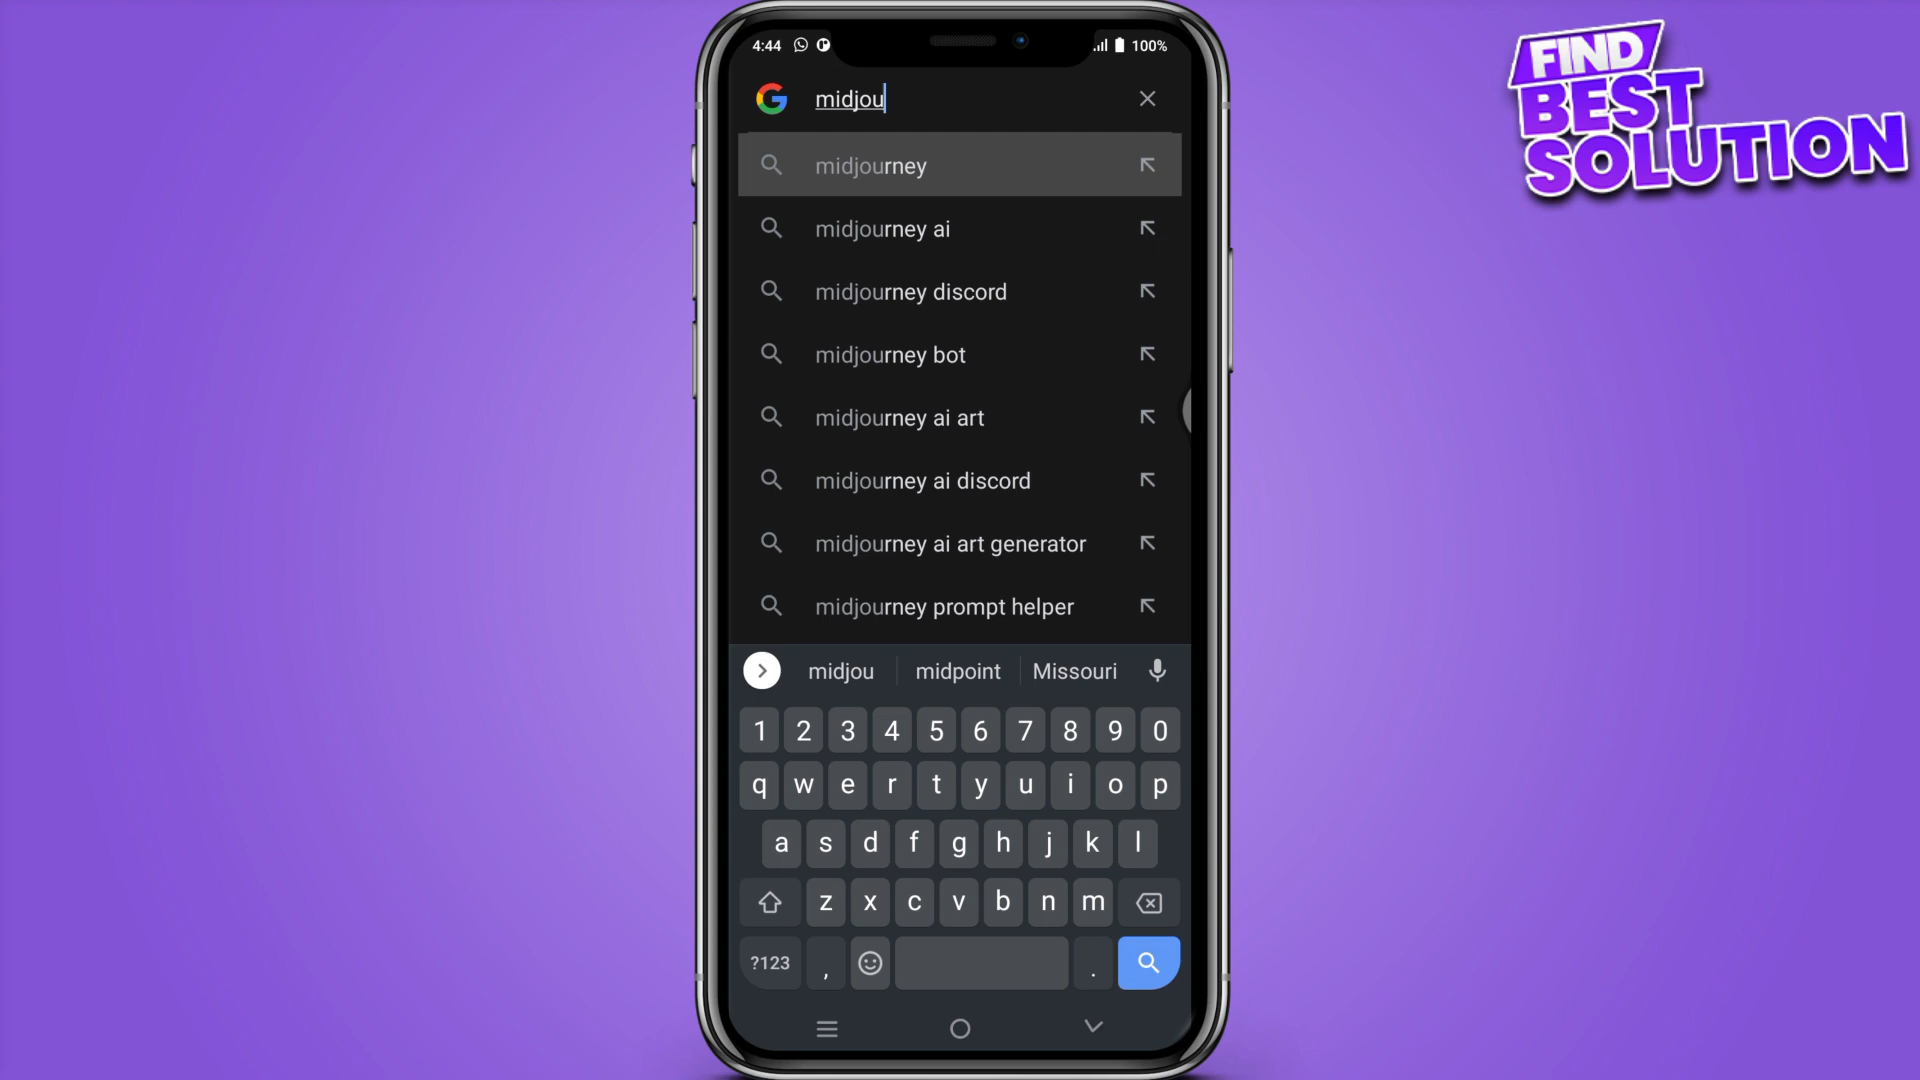 4:44
100%
FIND
BEST
SOLUTION
midjou
midjourney
midjourney ai
midjourney discord
midjourney bot
midjourney ai art
midjourney ai discord
midjourney ai art generator
midjourney prompt helper
midjou midpoint Missouri
1 2 3 4 5 6 7 8 9 0
q w e r t y u i o p
a s d f g h j k l
z x c v b n m
?123 , .